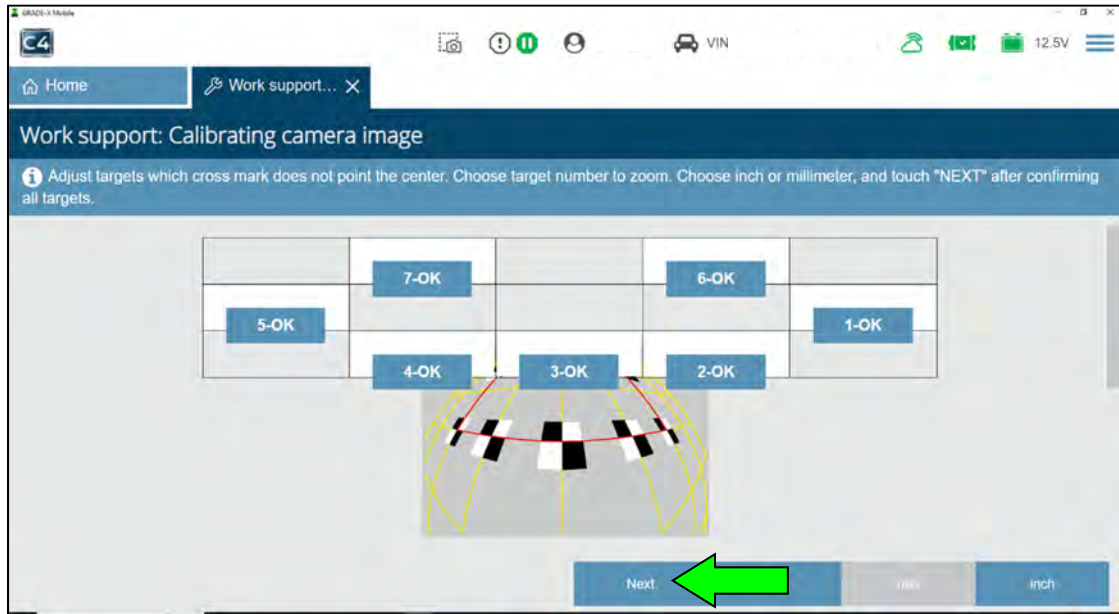 GRADE-X Mobile
C4
VIN
12.5V
Home
Work support...
Work support: Calibrating camera image
Adjust targets which cross mark does not point the center. Choose target number to zoom. Choose inch or millimeter, and touch "NEXT" after confirming
all targets.
7-OK
6-OK
5-OK
1-OK
4-OK
3-OK
2-OK
Next
inch